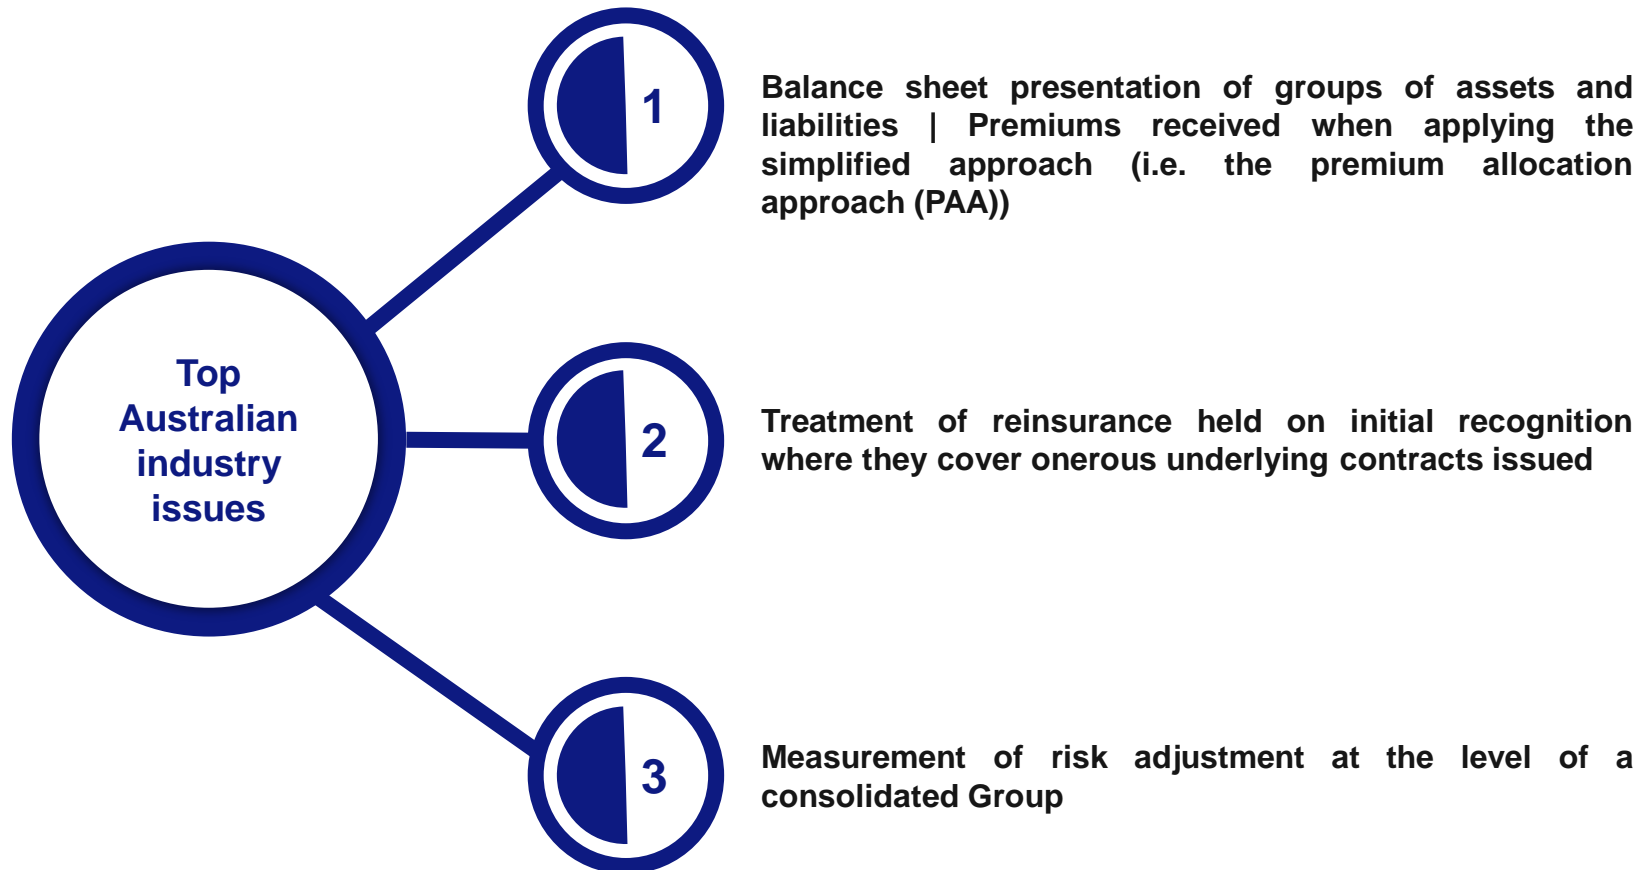 Top
Australian
industry
issues
1
Balance sheet presentation of groups of assets and
liabilities | Premiums received when applying the
simplified approach (i.e. the premium allocation
approach (PAA))
2
Treatment of reinsurance held on initial recognition
where they cover onerous underlying contracts issued
3
Measurement of risk adjustment at the level of a
consolidated Group